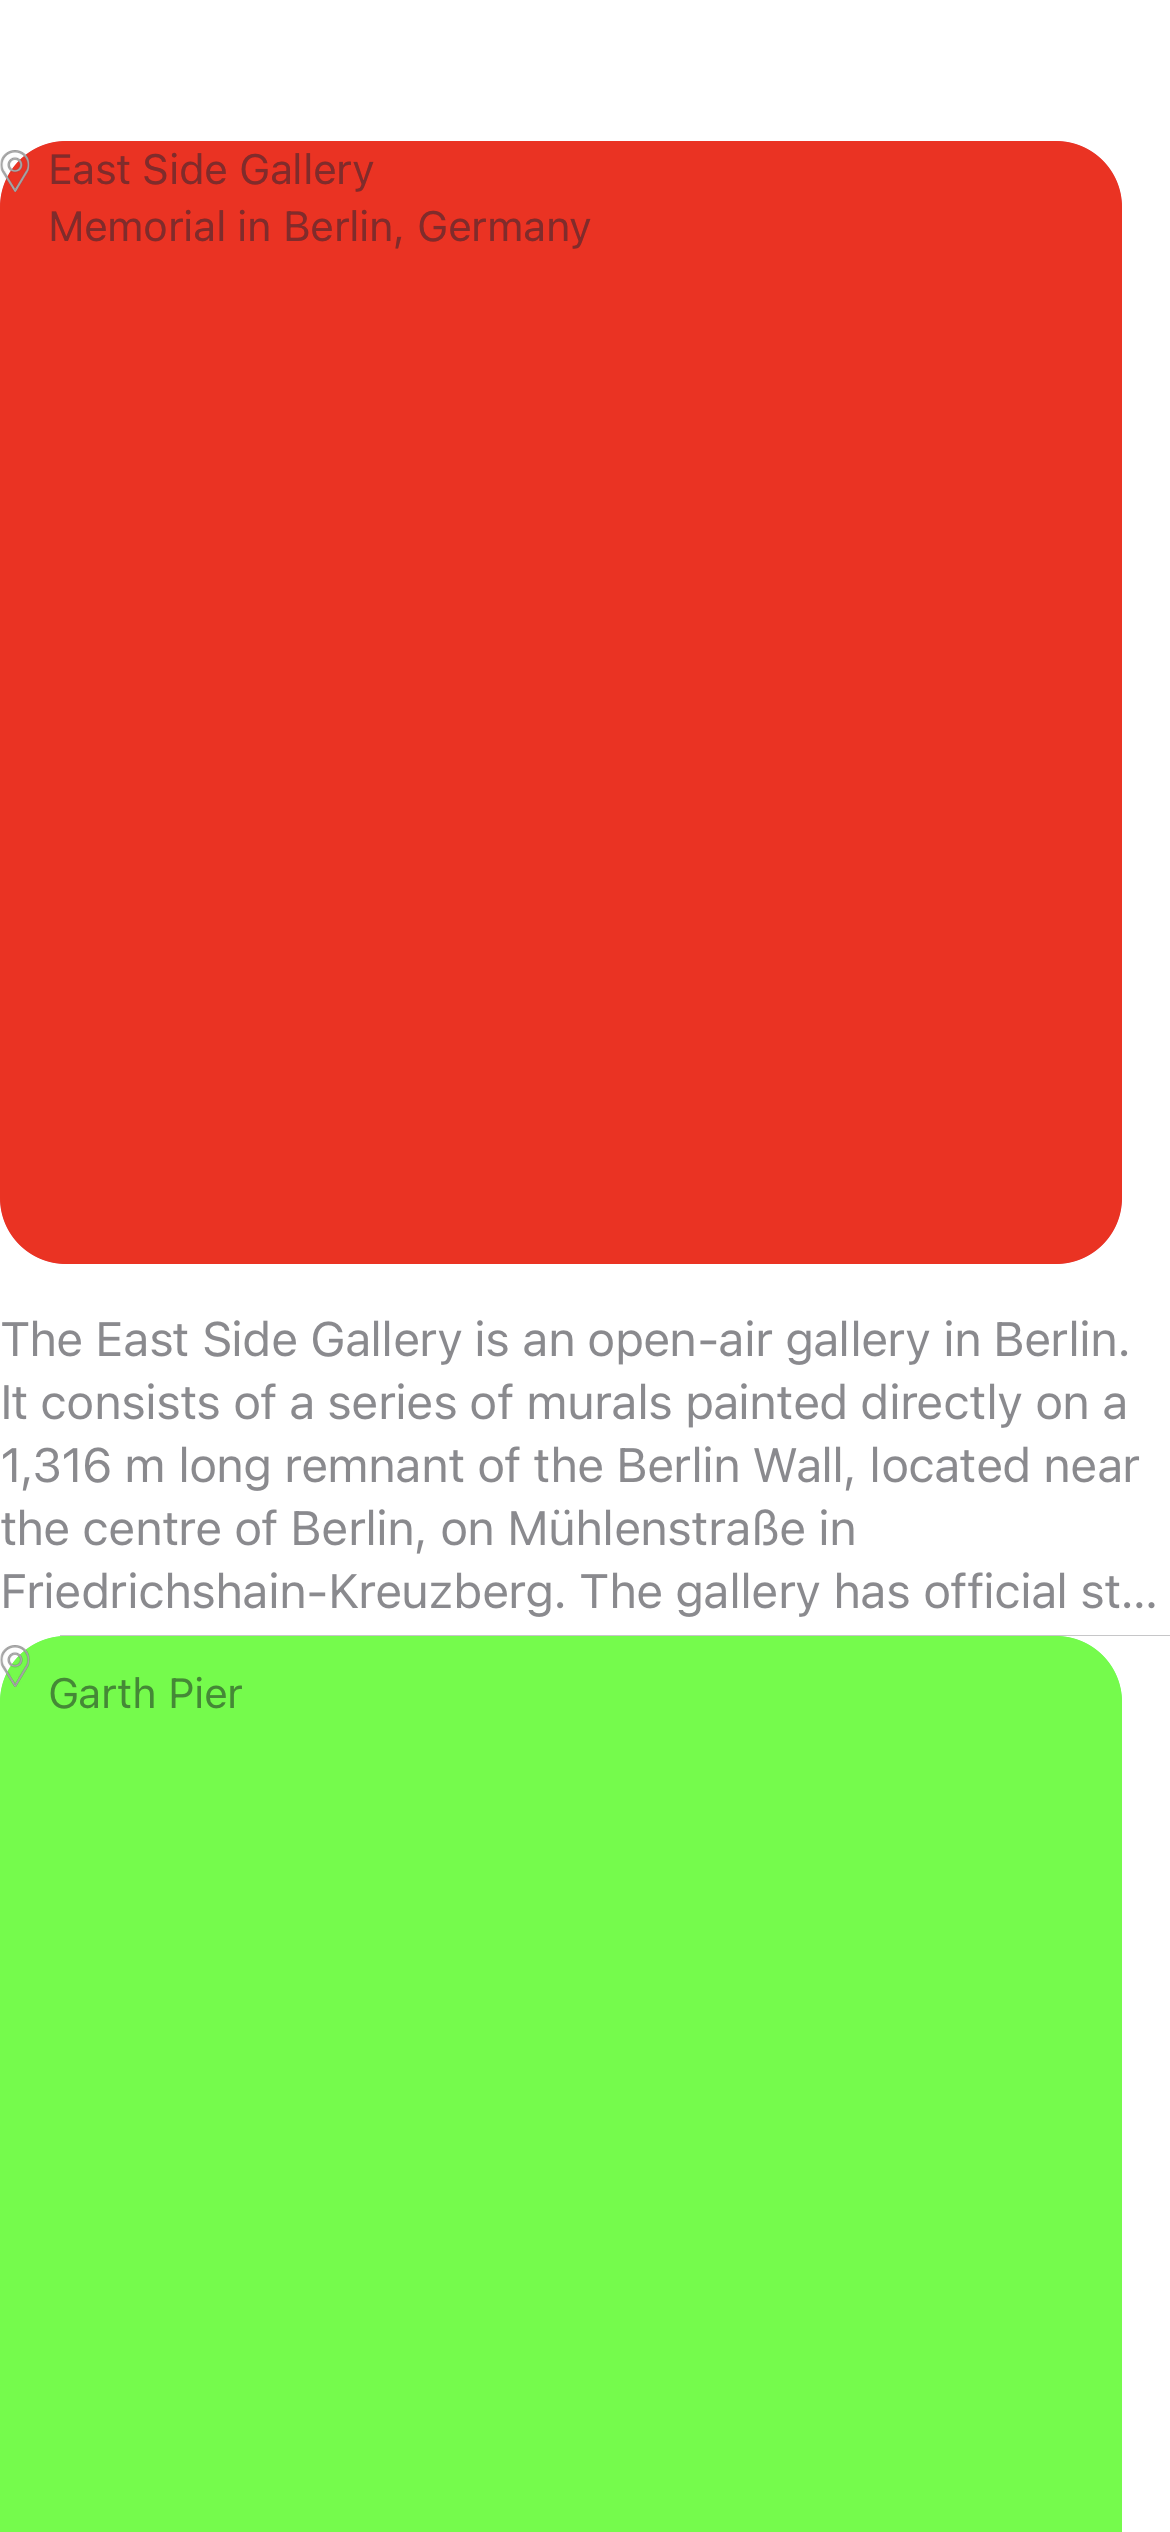 East Side Gallery
Memorial in Berlin, Germany
The East Side Gallery is an open-air gallery in Berlin.
It consists of a series of murals painted directly on a
1,316 m long remnant of the Berlin Wall, located near
the centre of Berlin, on Mühlenstraße in
Friedrichshain-Kreuzberg. The gallery has official st...
Garth Pier